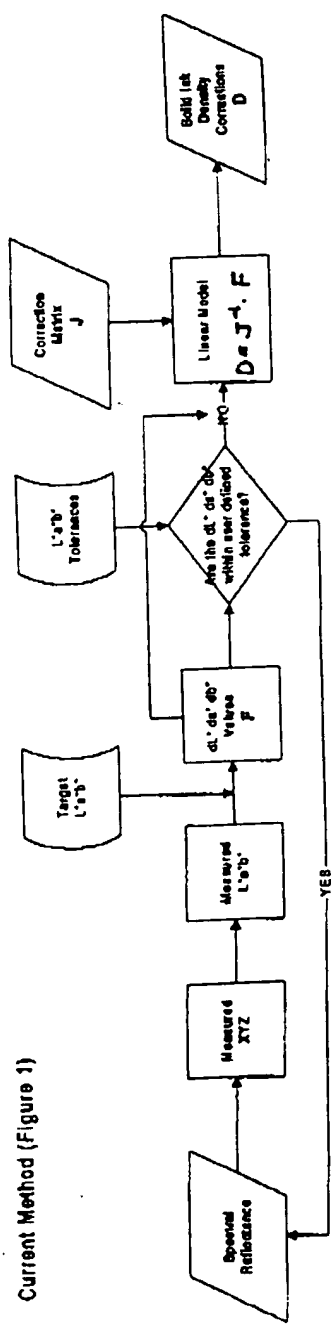 Current Method (Figure 1)
Spectral
Reflectance
Measured
XYZ
Measured
L*a*b*
Target
L*a*b*
dL* da* db*
Values
F
L*a*b*
Tolerances
Are the dL* da* db*
within user defined
tolerance?
NO
YES
Correction
Matrix
J
Linear Model
D = J⁻¹ · F
Solid Ink
Density
Corrections
D